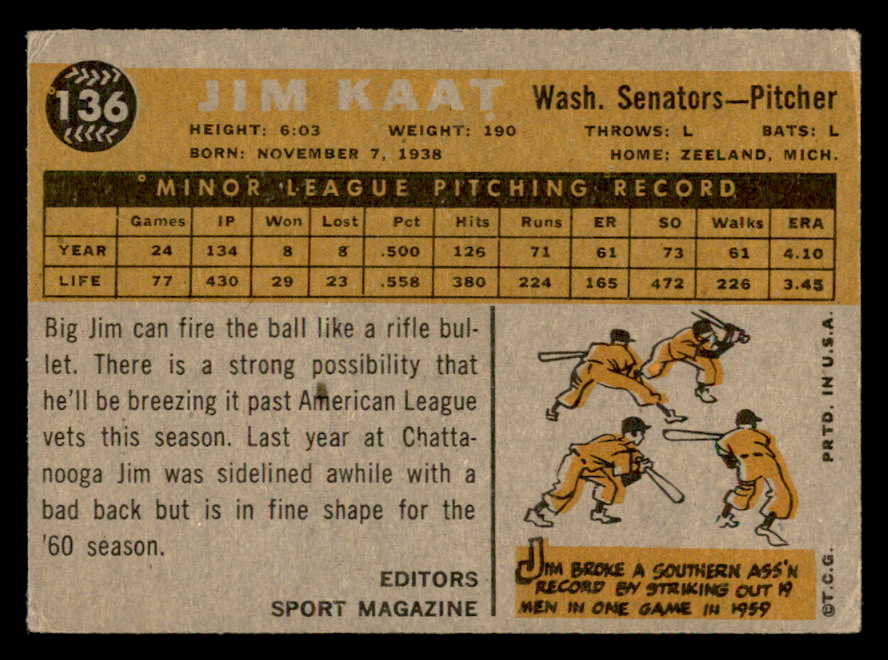 136
JIM KAAT Wash. Senators—Pitcher
HEIGHT: 6:03 WEIGHT: 190 THROWS: L BATS: L
BORN: NOVEMBER 7, 1938 HOME: ZEELAND, MICH.
°MINOR LEAGUE PITCHING RECORD
Games IP Won Lost Pct Hits Runs ER SO Walks ERA
YEAR 24 134 8 8 .500 126 71 61 73 61 4.10
LIFE 77 430 29 23 .558 380 224 165 472 226 3.45
Big Jim can fire the ball like a rifle bul-
let. There is a strong possibility that
he'll be breezing it past American League
vets this season. Last year at Chatta-
nooga Jim was sidelined awhile with a
bad back but is in fine shape for the
'60 season.
EDITORS
SPORT MAGAZINE
JIM BROKE A SOUTHERN ASS'N
RECORD BY STRIKING OUT 19
MEN IN ONE GAME IN 1959
©T.C.G. PRTD. IN U.S.A.